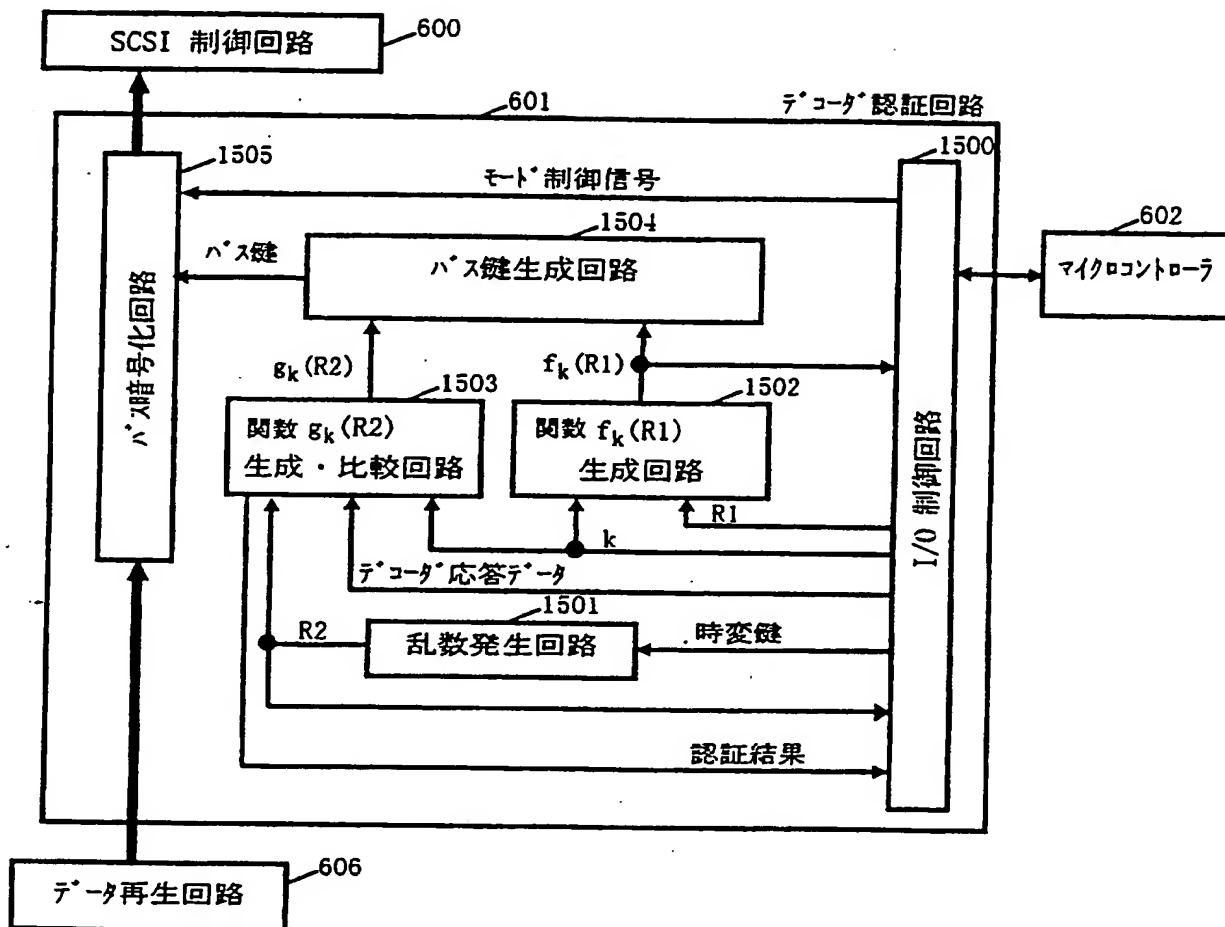 SCSI 制御回路
600
601
デコーダ認証回路
1505
1500
モード制御信号
1504
602
バス鍵
バス鍵生成回路
マイクロコントローラ
バス暗号化回路
gk(R2)
fk(R1)
1503
1502
関数 gk(R2)
生成・比較回路
関数 fk(R1)
生成回路
I/O 制御回路
R1
k
デコーダ応答データ
1501
R2
乱数発生回路
時変鍵
認証結果
606
データ再生回路